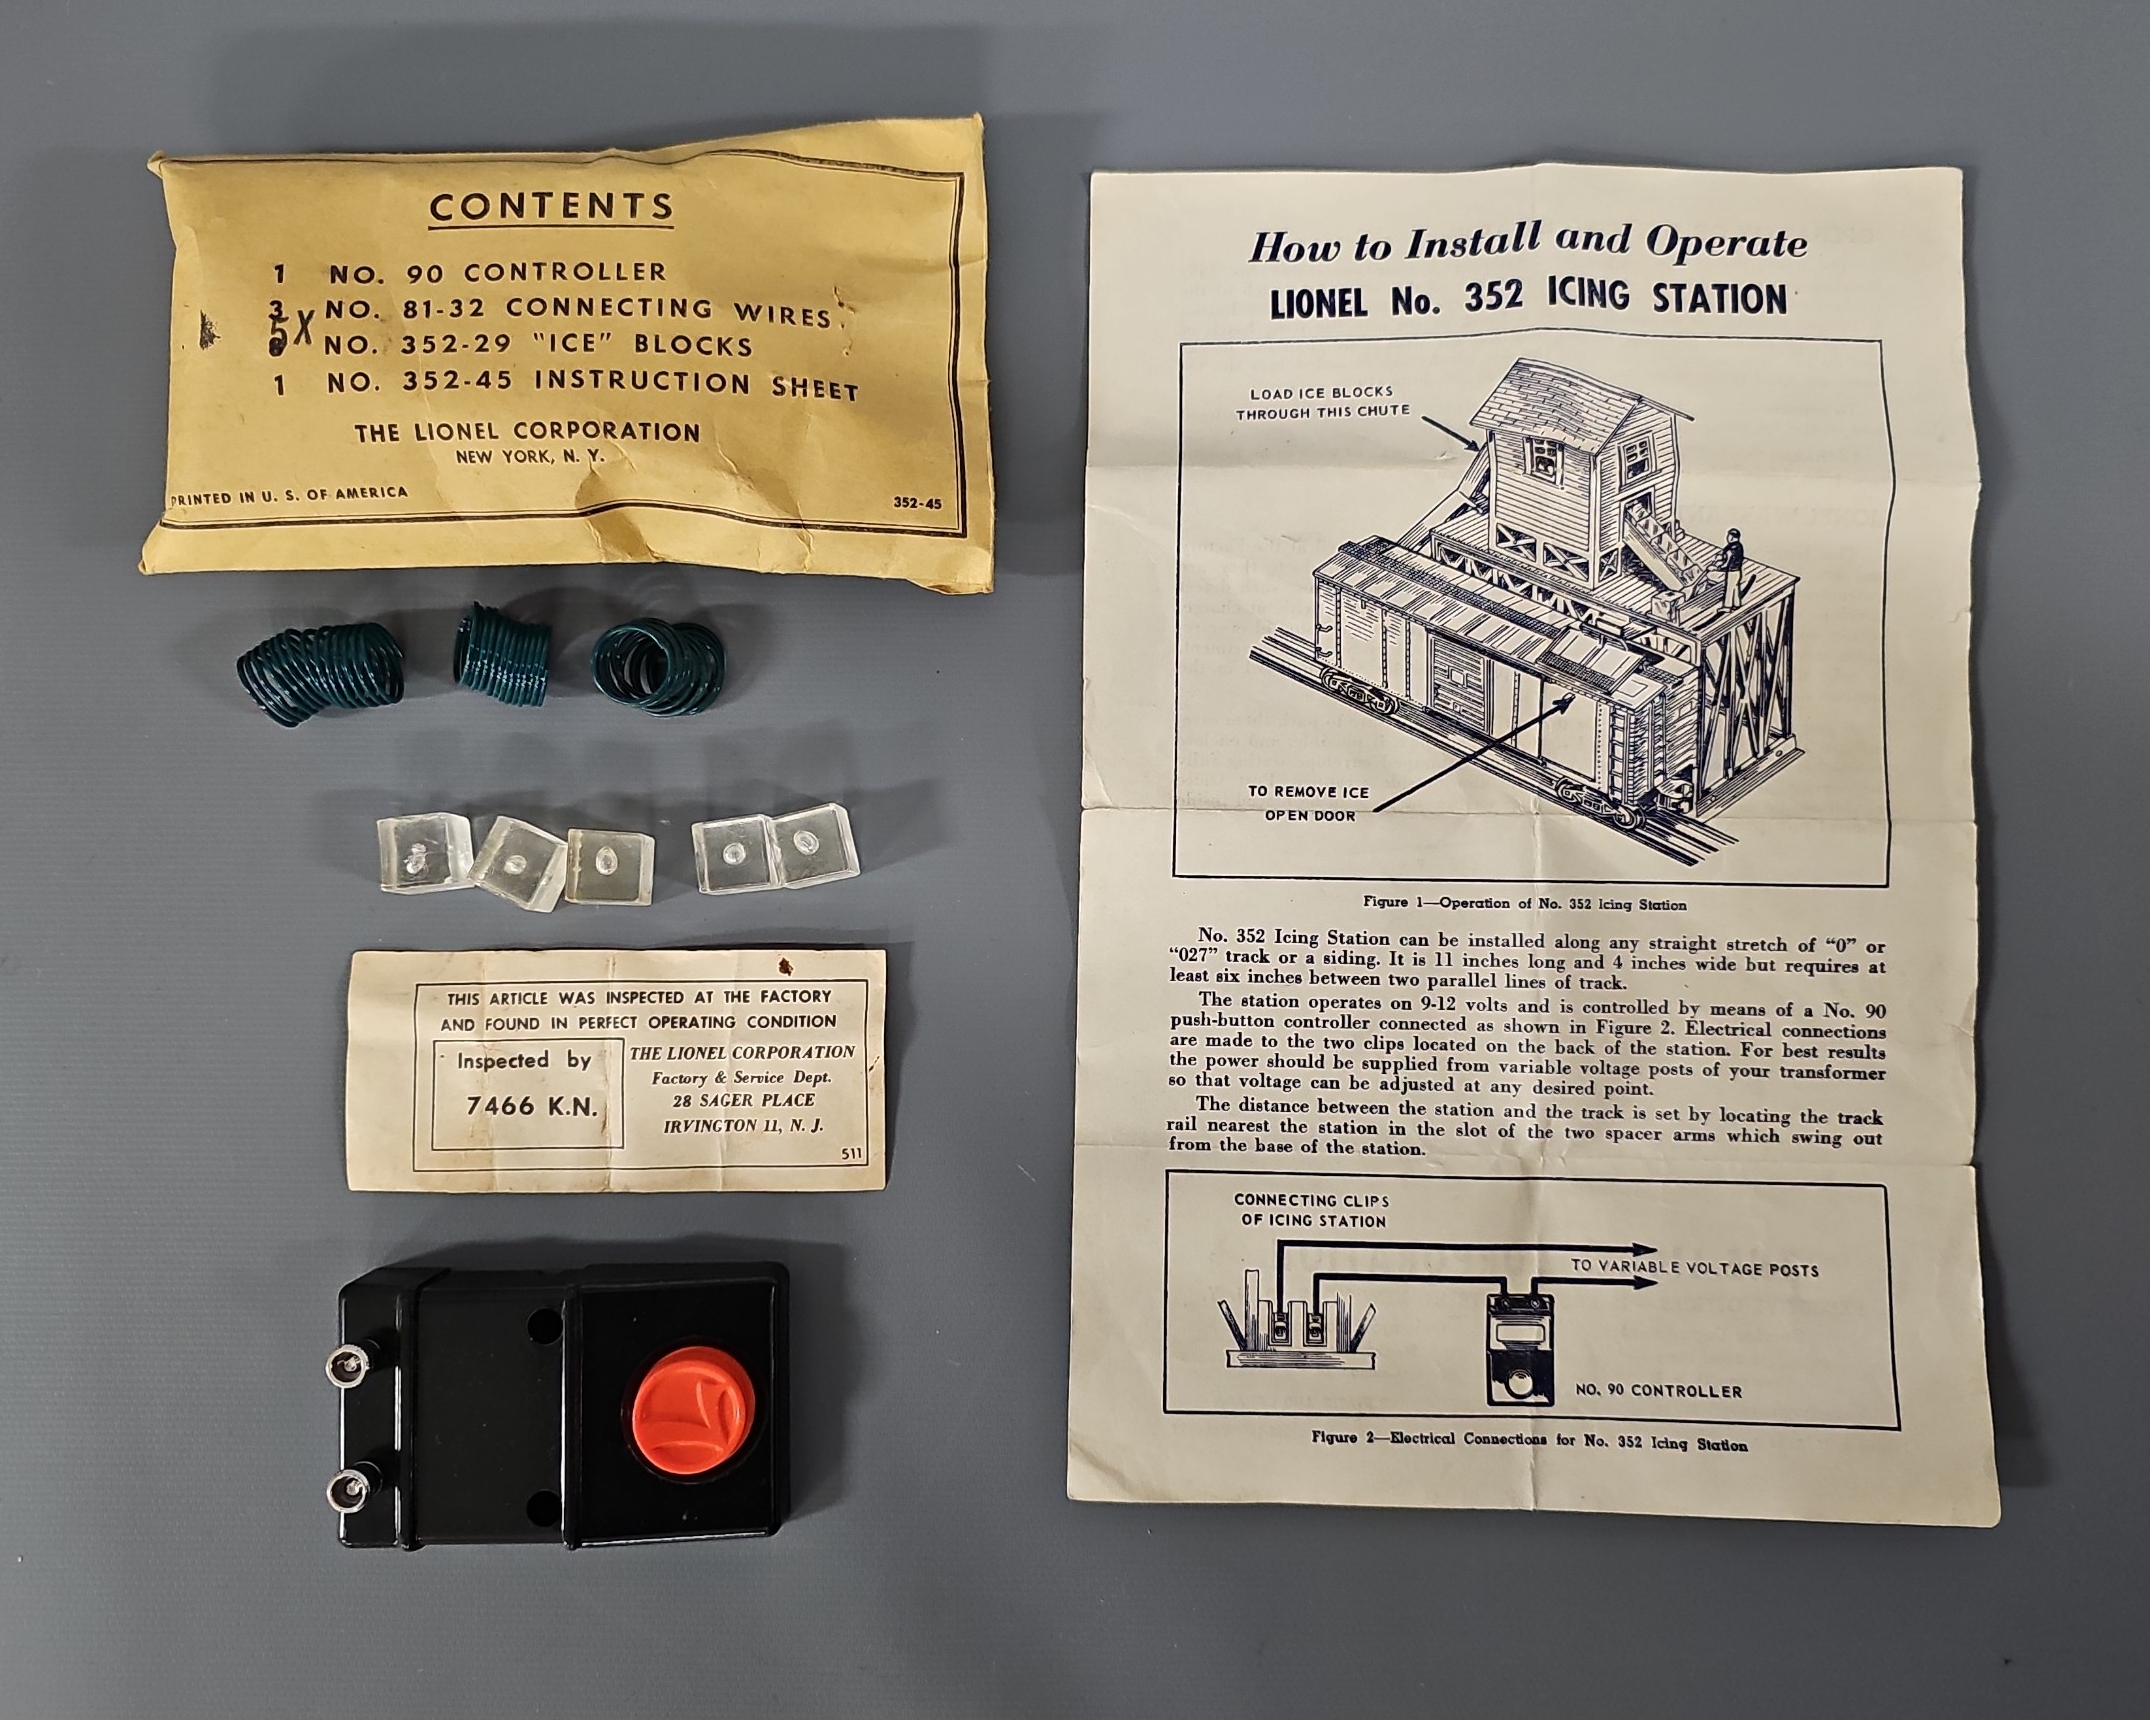 CONTENTS
1 NO. 90 CONTROLLER
3 NO. 81-32 CONNECTING WIRES
5X NO. 352-29 "ICE" BLOCKS
1 NO. 352-45 INSTRUCTION SHEET
THE LIONEL CORPORATION
NEW YORK, N. Y.
PRINTED IN U. S. OF AMERICA
352-45
THIS ARTICLE WAS INSPECTED AT THE FACTORY
AND FOUND IN PERFECT OPERATING CONDITION
Inspected by
7466 K.N.
THE LIONEL CORPORATION
Factory & Service Dept.
28 SAGER PLACE
IRVINGTON 11, N. J.
511
How to Install and Operate
LIONEL No. 352 ICING STATION
LOAD ICE BLOCKS
THROUGH THIS CHUTE
TO REMOVE ICE
OPEN DOOR
Figure 1—Operation of No. 352 Icing Station
No. 352 Icing Station can be installed along any straight stretch of “0” or
“027” track or a siding. It is 11 inches long and 4 inches wide but requires at
least six inches between two parallel lines of track.
The station operates on 9-12 volts and is controlled by means of a No. 90
push-button controller connected as shown in Figure 2. Electrical connections
are made to the two clips located on the back of the station. For best results
the power should be supplied from variable voltage posts of your transformer
so that voltage can be adjusted at any desired point.
The distance between the station and the track is set by locating the track
rail nearest the station in the slot of the two spacer arms which swing out
from the base of the station.
CONNECTING CLIPS
OF ICING STATION
TO VARIABLE VOLTAGE POSTS
NO. 90 CONTROLLER
Figure 2—Electrical Connections for No. 352 Icing Station